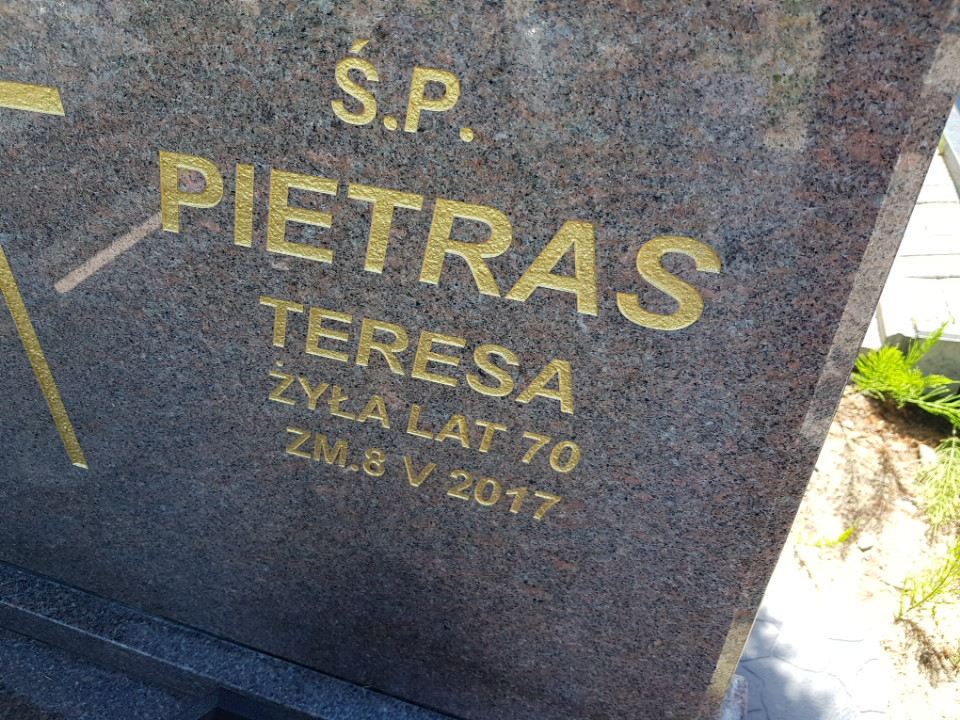 Ś.P.
PIETRAS
TERESA
ŻYŁA LAT 70
ZM.8 V 2017